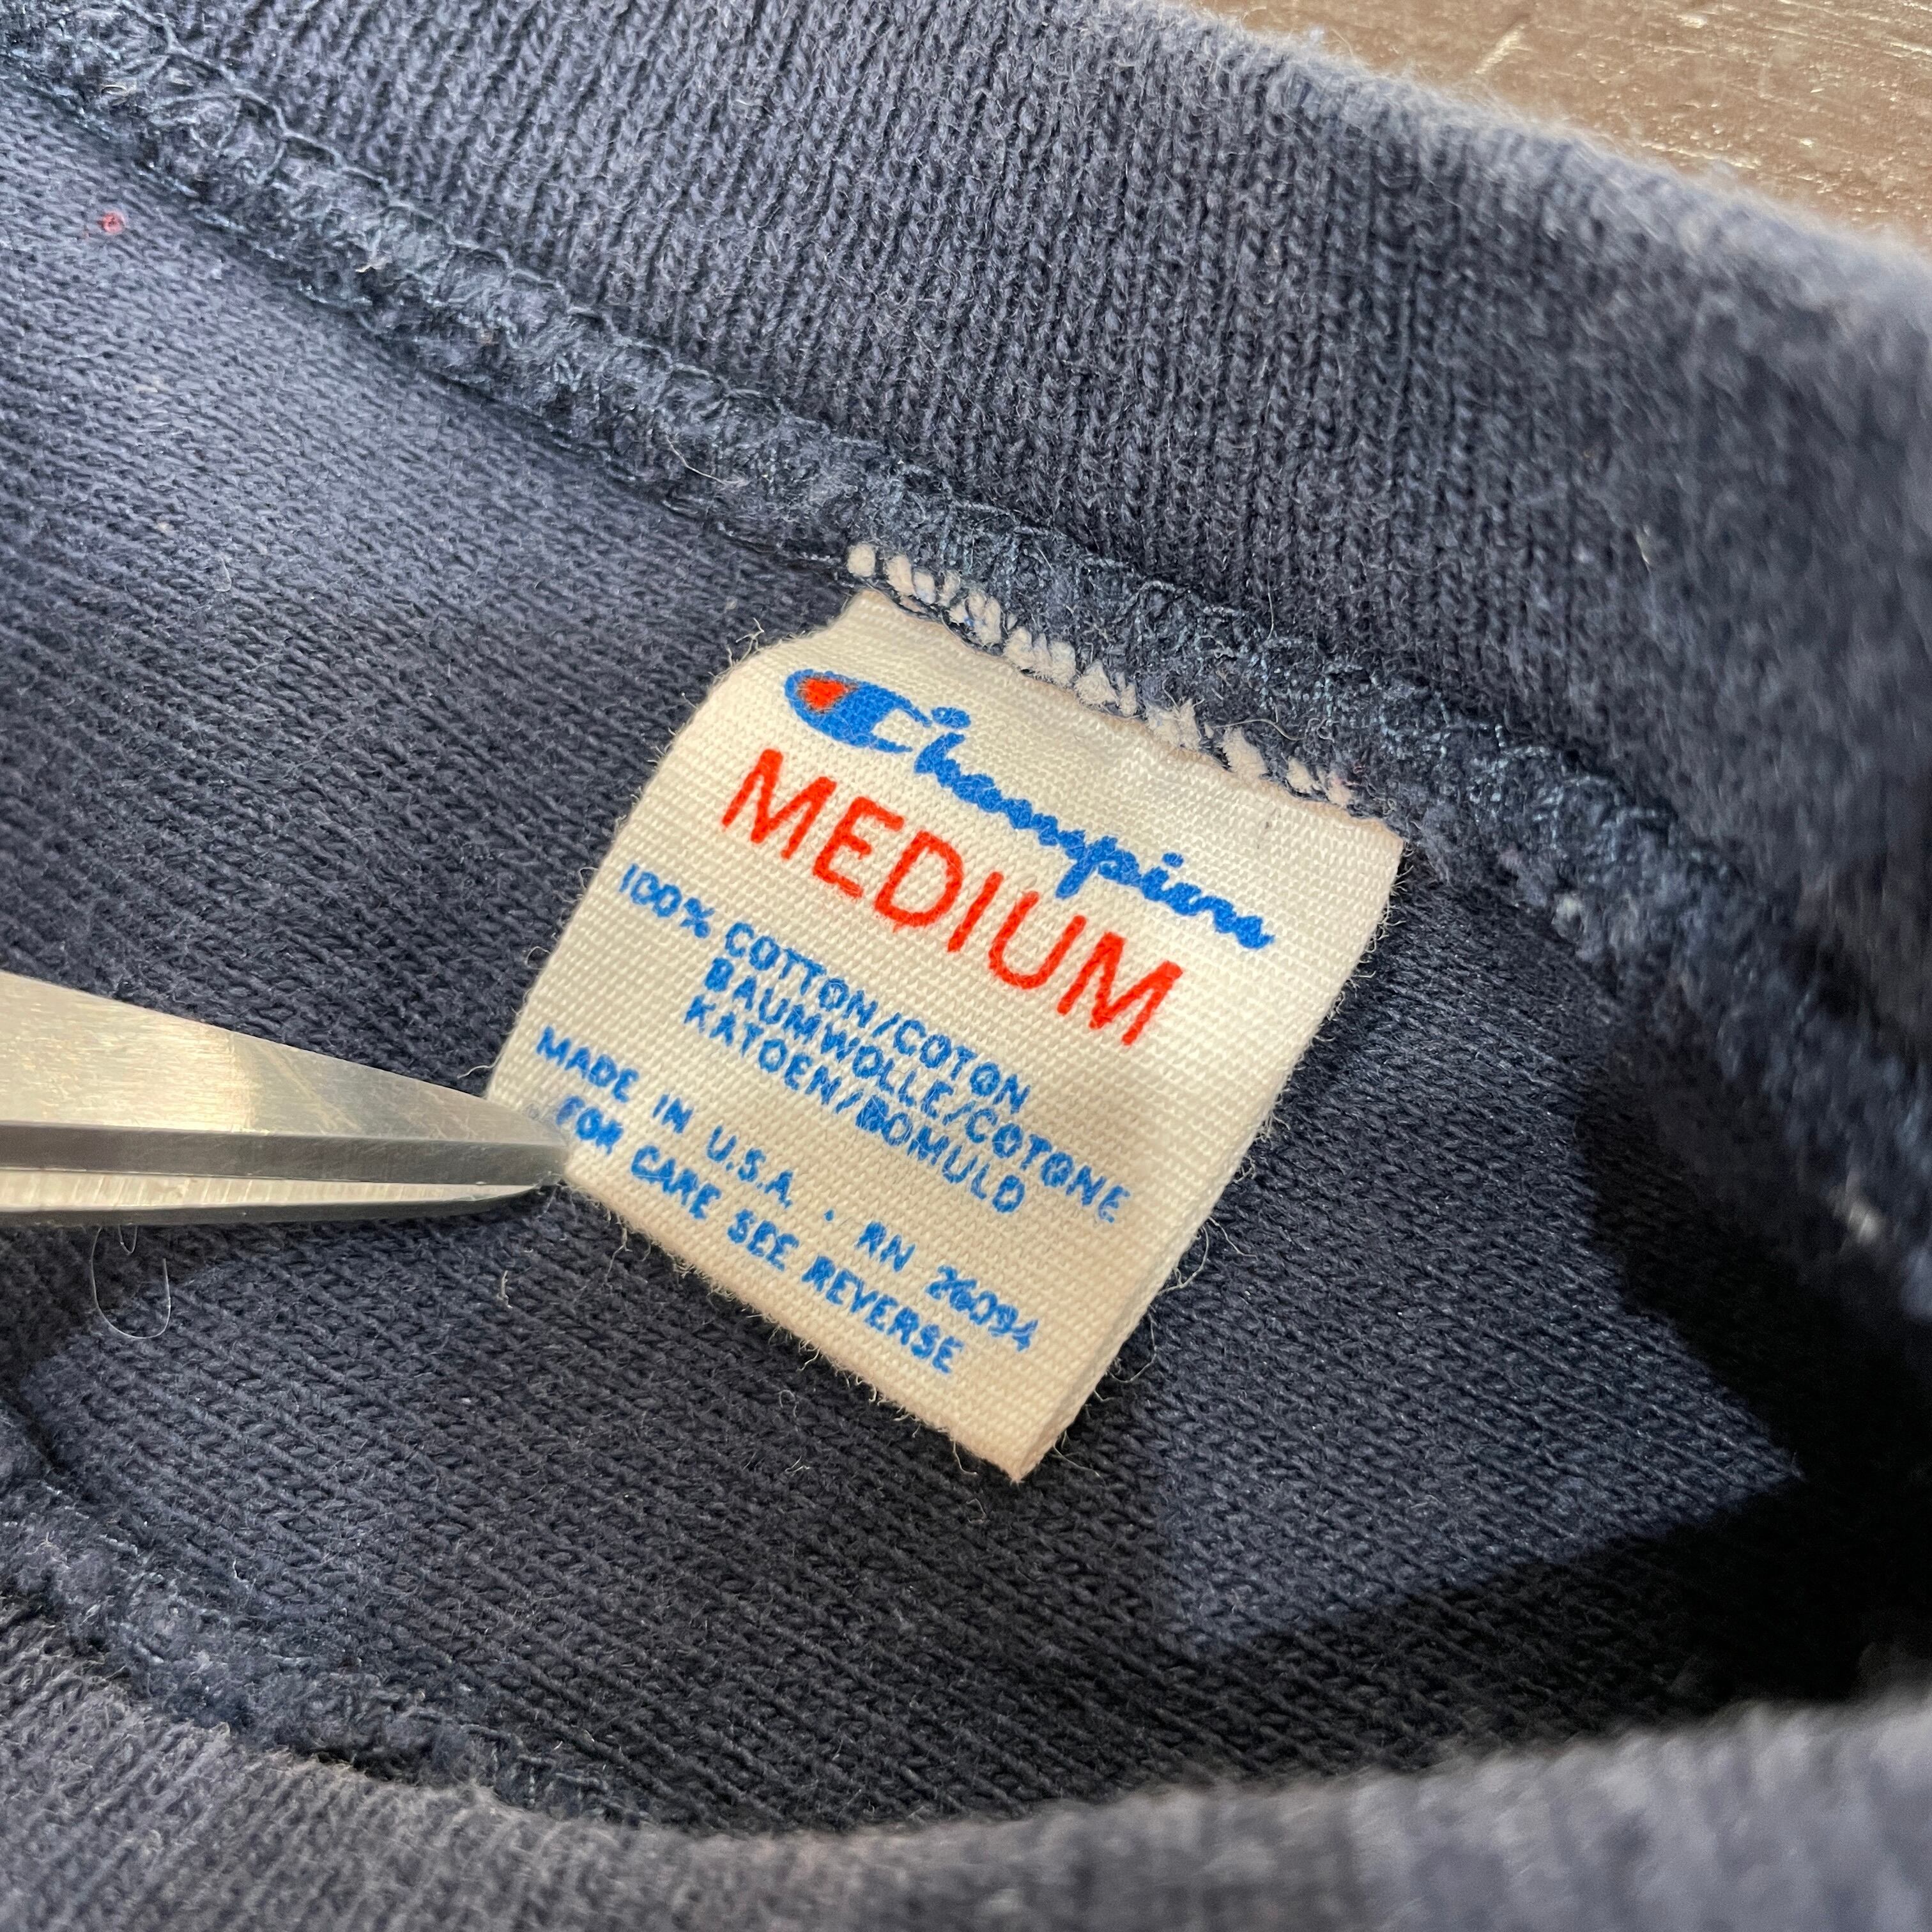 Champion
MEDIUM
100% COTTON/COTON
BAUMWOLLE/COTONE
KATOEN/BOMULD
MADE IN U.S.A. · RN 26094
FOR CARE SEE REVERSE